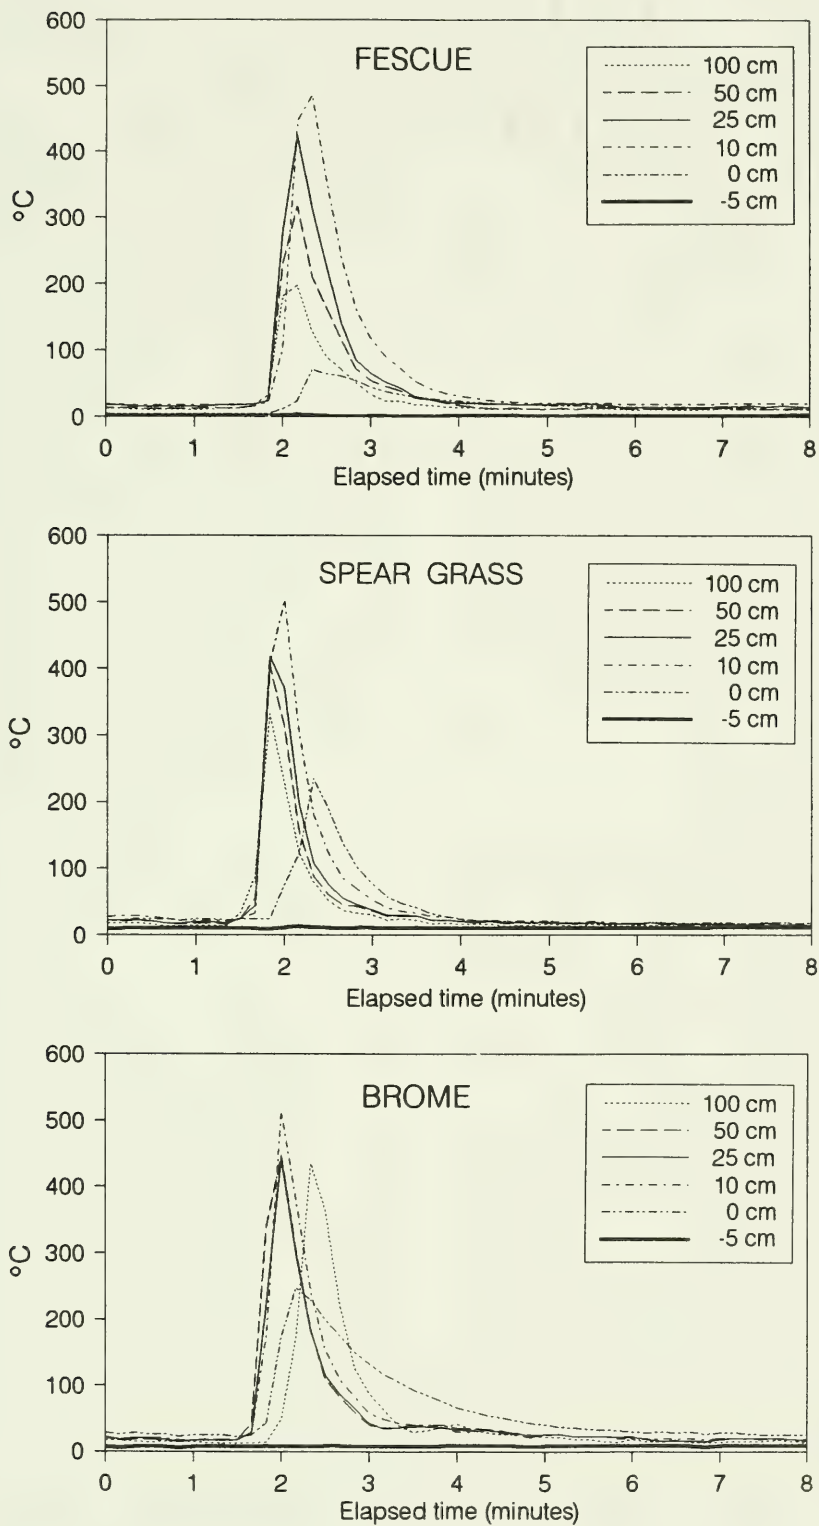 FESCUE
600
500
400
300
200
100
0
°C
100 cm
50 cm
25 cm
10 cm
0 cm
-5 cm
0 1 2 3 4 5 6 7 8
Elapsed time (minutes)
SPEAR GRASS
600
500
400
300
200
100
0
°C
100 cm
50 cm
25 cm
10 cm
0 cm
-5 cm
0 1 2 3 4 5 6 7 8
Elapsed time (minutes)
BROME
600
500
400
300
200
100
0
°C
100 cm
50 cm
25 cm
10 cm
0 cm
-5 cm
0 1 2 3 4 5 6 7 8
Elapsed time (minutes)